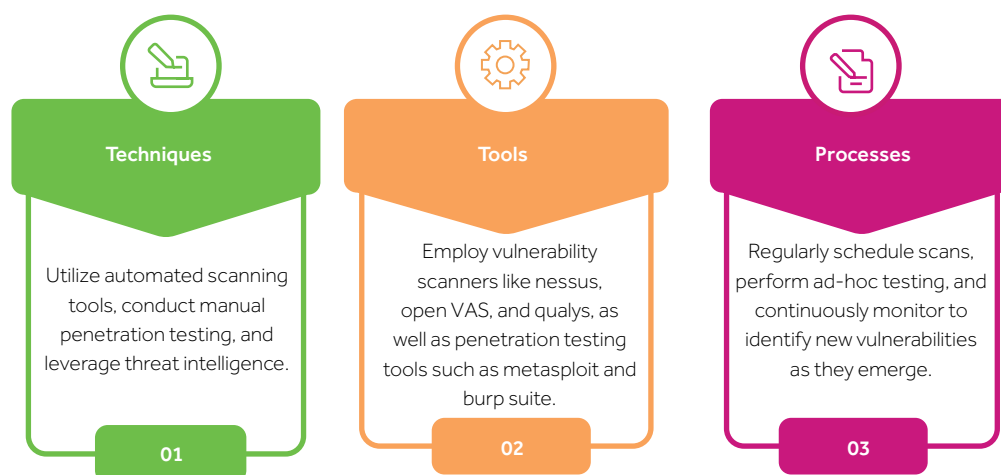 Techniques
Utilize automated scanning
tools, conduct manual
penetration testing, and
leverage threat intelligence.
01
Tools
Employ vulnerability
scanners like nessus,
open VAS, and qualys, as
well as penetration testing
tools such as metasploit and
burp suite.
02
Processes
Regularly schedule scans,
perform ad-hoc testing, and
continuously monitor to
identify new vulnerabilities
as they emerge.
03